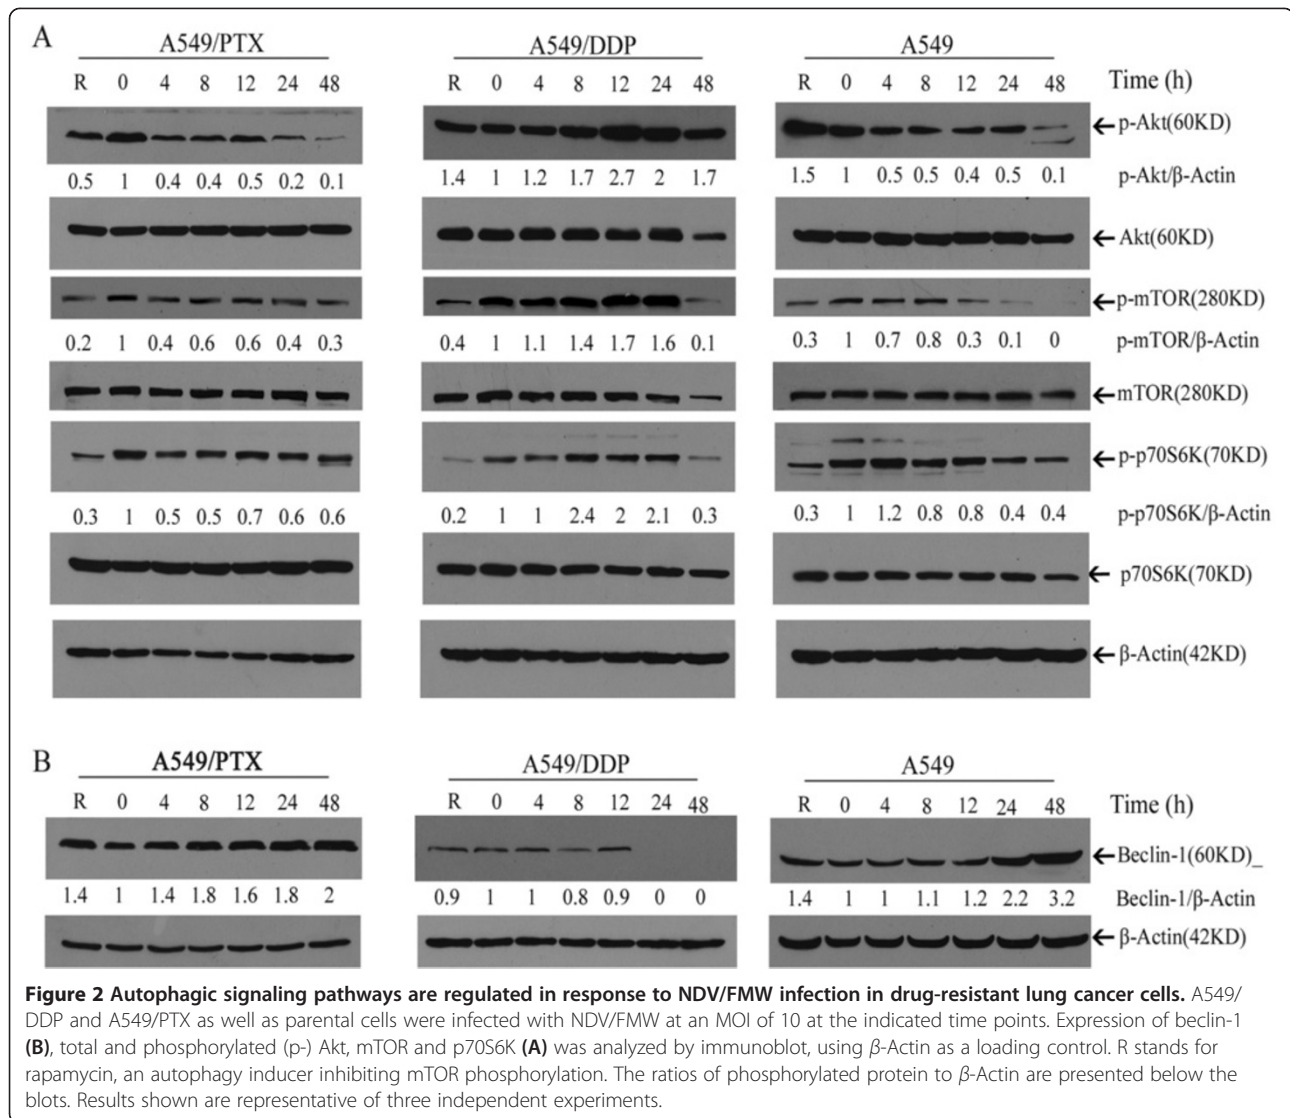 A
A549/PTX A549/DDP A549
R 0 4 8 12 24 48 R 0 4 8 12 24 48 R 0 4 8 12 24 48 Time (h)
←p-Akt(60KD)
0.5 1 0.4 0.4 0.5 0.2 0.1 1.4 1 1.2 1.7 2.7 2 1.7 1.5 1 0.5 0.5 0.4 0.5 0.1 p-Akt/β-Actin
←Akt(60KD)
←p-mTOR(280KD)
0.2 1 0.4 0.6 0.6 0.4 0.3 0.4 1 1.1 1.4 1.7 1.6 0.1 0.3 1 0.7 0.8 0.3 0.1 0 p-mTOR/β-Actin
←mTOR(280KD)
←p-p70S6K(70KD)
0.3 1 0.5 0.5 0.7 0.6 0.6 0.2 1 1 2.4 2 2.1 0.3 0.3 1 1.2 0.8 0.8 0.4 0.4 p-p70S6K/β-Actin
← p70S6K(70KD)
←β-Actin(42KD)
B
A549/PTX A549/DDP A549
R 0 4 8 12 24 48 R 0 4 8 12 24 48 R 0 4 8 12 24 48 Time (h)
←Beclin-1(60KD)_
1.4 1 1.4 1.8 1.6 1.8 2 0.9 1 1 0.8 0.9 0 0 1.4 1 1 1.1 1.2 2.2 3.2 Beclin-1/β-Actin
←β-Actin(42KD)
Figure 2 Autophagic signaling pathways are regulated in response to NDV/FMW infection in drug-resistant lung cancer cells. A549/
DDP and A549/PTX as well as parental cells were infected with NDV/FMW at an MOI of 10 at the indicated time points. Expression of beclin-1
(B), total and phosphorylated (p-) Akt, mTOR and p70S6K (A) was analyzed by immunoblot, using β-Actin as a loading control. R stands for
rapamycin, an autophagy inducer inhibiting mTOR phosphorylation. The ratios of phosphorylated protein to β-Actin are presented below the
blots. Results shown are representative of three independent experiments.